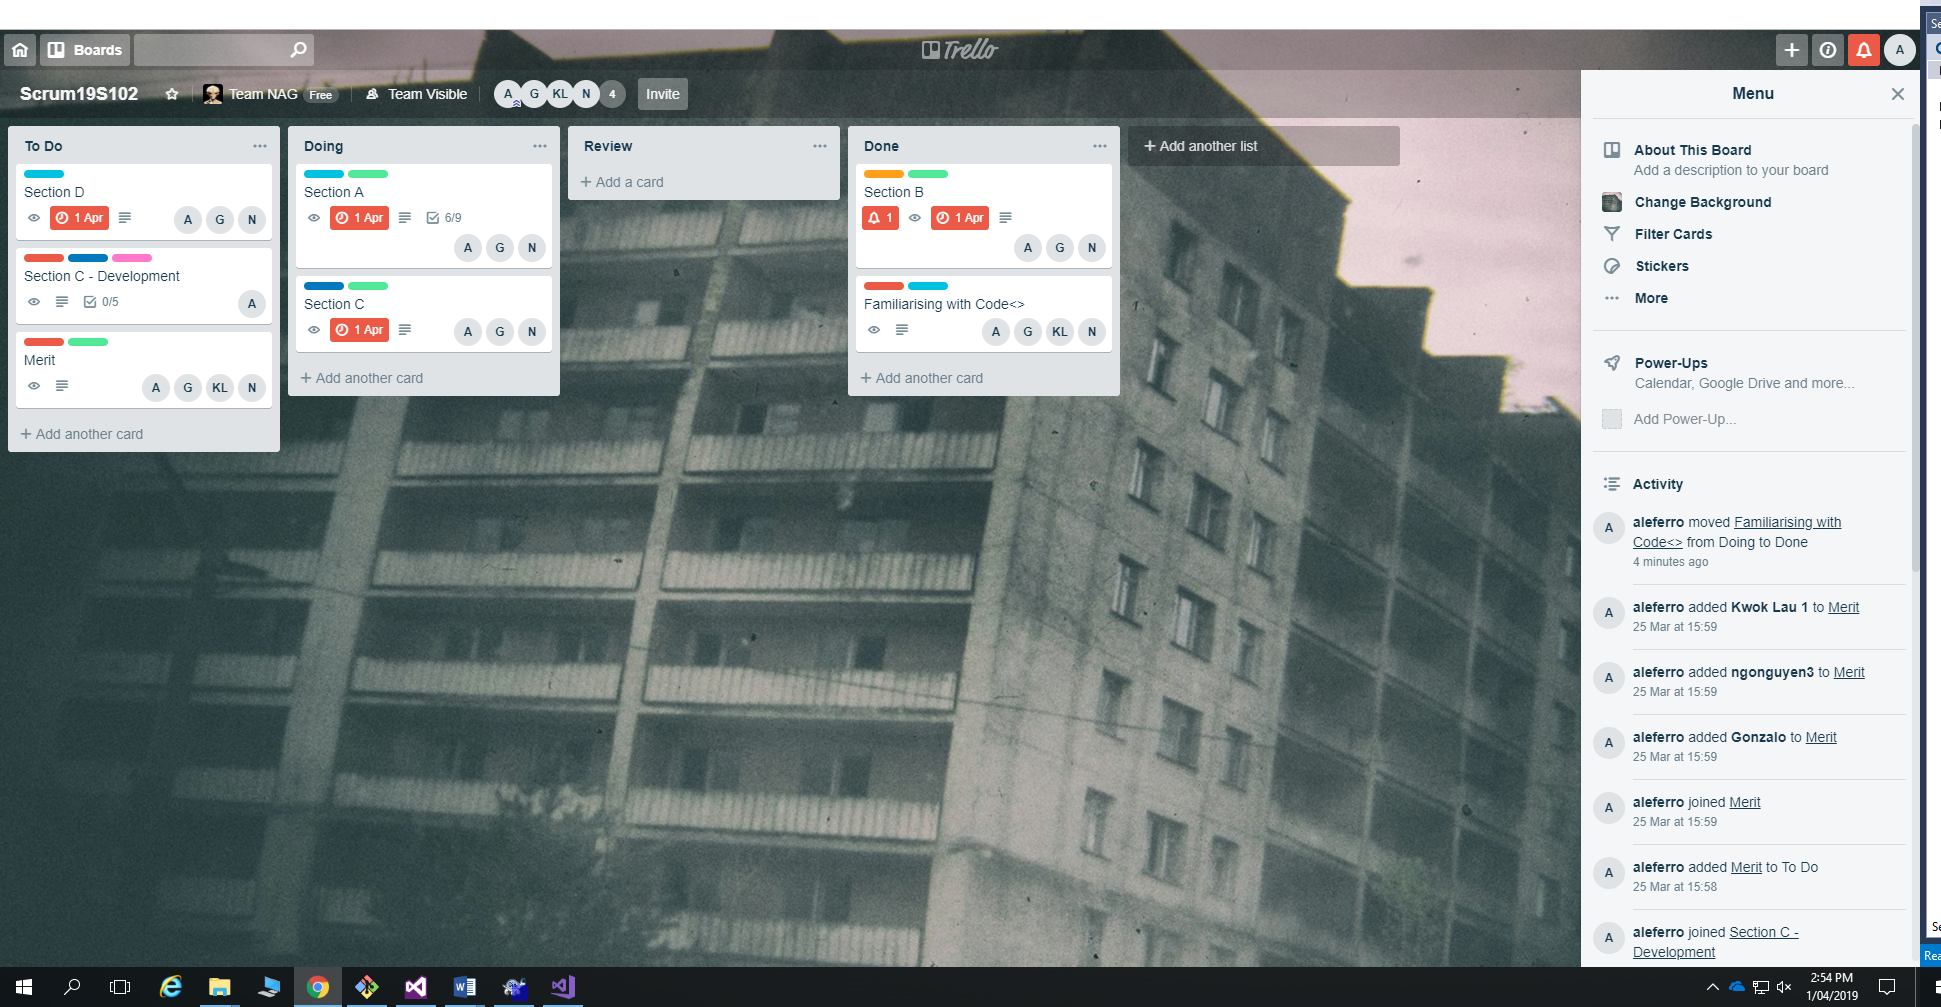 Boards
Trello
A
Scrum19S102
Team NAG Free
Team Visible
A G KL N 4
Invite
To Do
Section D
1 Apr
A G N
Section C - Development
0/5
A
Merit
A G KL N
+ Add another card
Doing
Section A
1 Apr
6/9
A G N
Section C
1 Apr
A G N
+ Add another card
Review
+ Add a card
Done
Section B
1
1 Apr
A G N
Familiarising with Code<>
A G KL N
+ Add another card
+ Add another list
Menu
About This Board
Add a description to your board
Change Background
Filter Cards
Stickers
More
Power-Ups
Calendar, Google Drive and more...
Add Power-Up...
Activity
A
aleferro moved Familiarising with
Code<> from Doing to Done
4 minutes ago
A
aleferro added Kwok Lau 1 to Merit
25 Mar at 15:59
A
aleferro added ngonguyen3 to Merit
25 Mar at 15:59
A
aleferro added Gonzalo to Merit
25 Mar at 15:59
A
aleferro joined Merit
25 Mar at 15:59
A
aleferro added Merit to To Do
25 Mar at 15:58
A
aleferro joined Section C -
Development
2:54 PM
1/04/2019